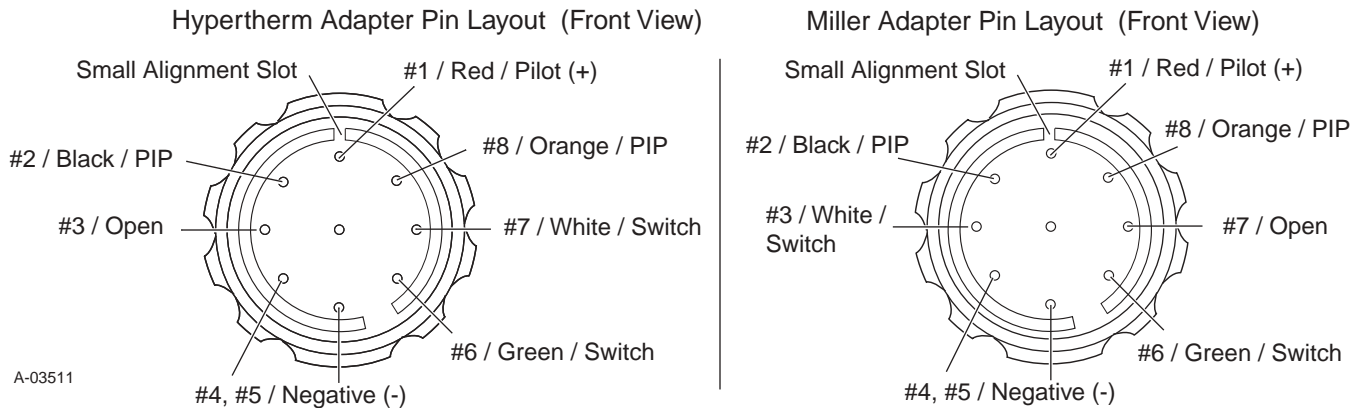 Hypertherm Adapter Pin Layout (Front View)
Small Alignment Slot
#1 / Red / Pilot (+)
#2 / Black / PIP
#8 / Orange / PIP
#3 / Open
#7 / White / Switch
#6 / Green / Switch
#4, #5 / Negative (-)
A-03511
Miller Adapter Pin Layout (Front View)
Small Alignment Slot
#1 / Red / Pilot (+)
#2 / Black / PIP
#8 / Orange / PIP
#3 / White /
Switch
#7 / Open
#6 / Green / Switch
#4, #5 / Negative (-)